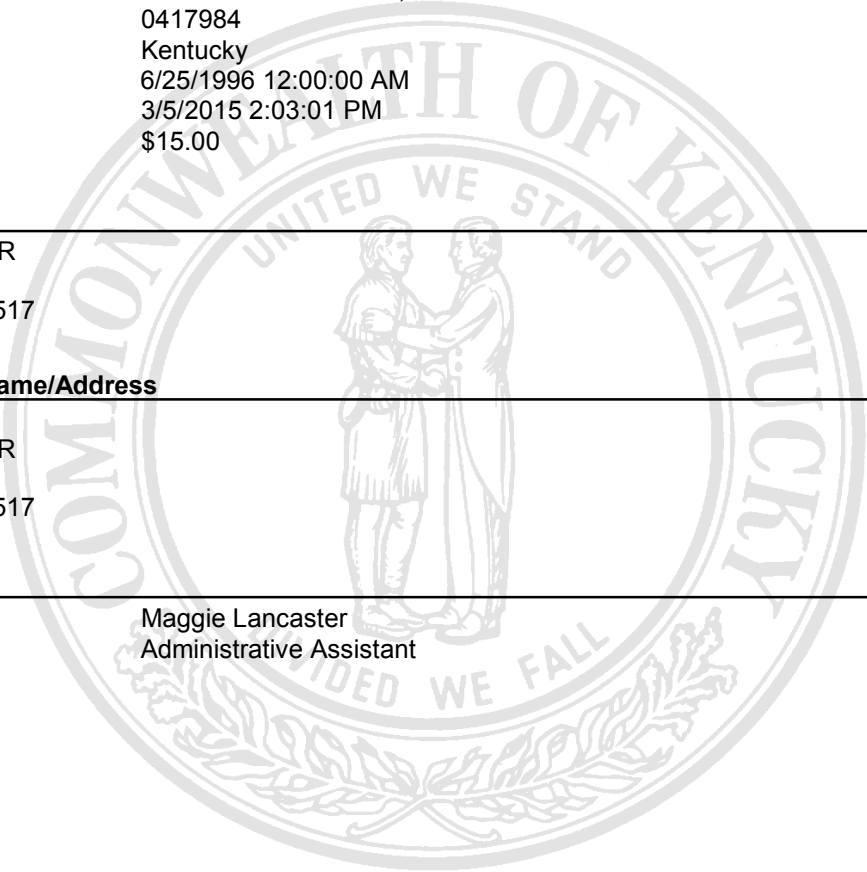 0417984
Kentucky
6/25/1996 12:00:00 AM
3/5/2015 2:03:01 PM
$15.00
COMMONWEALTH OF KENTUCKY
UNITED WE STAND
R
517
ame/Address
R
517
Maggie Lancaster
Administrative Assistant
DIVIDED WE FALL